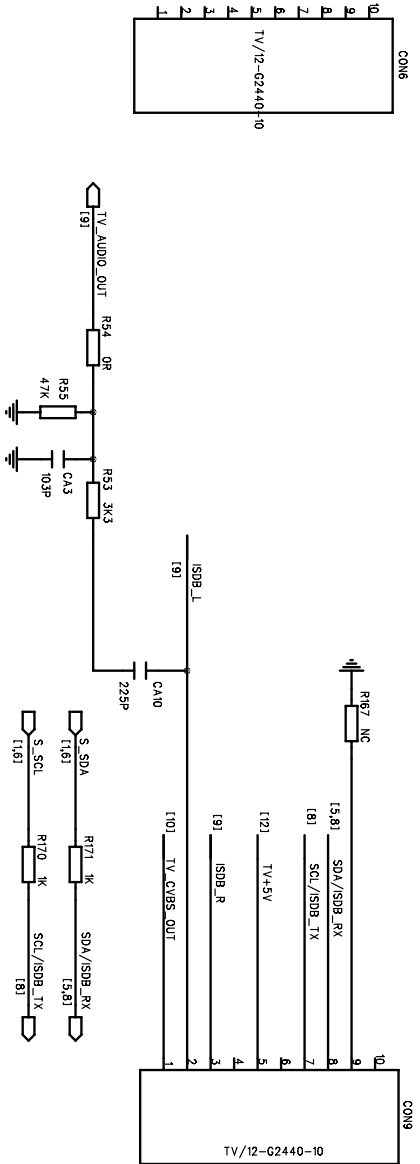 CON6
TV/12-G2440-10
10
9
8
7
6
5
4
3
2
1
TV_AUDIO_OUT
[9]
R54
0R
R55
47K
CA3
103P
R53
3K3
ISDB_L
[9]
CA10
225P
R167
NC
[5,8]
SDA/ISDB_RX
[8]
SCL/ISDB_TX
[12]
TV+5V
[9]
ISDB_R
[10]
TV_CVBS_OUT
S_SDA
[1,6]
R171
1K
SDA/ISDB_RX
[5,8]
S_SCL
[1,6]
R170
1K
SCL/ISDB_TX
[8]
10
9
8
7
6
5
4
3
2
1
CON9
TV/12-G2440-10